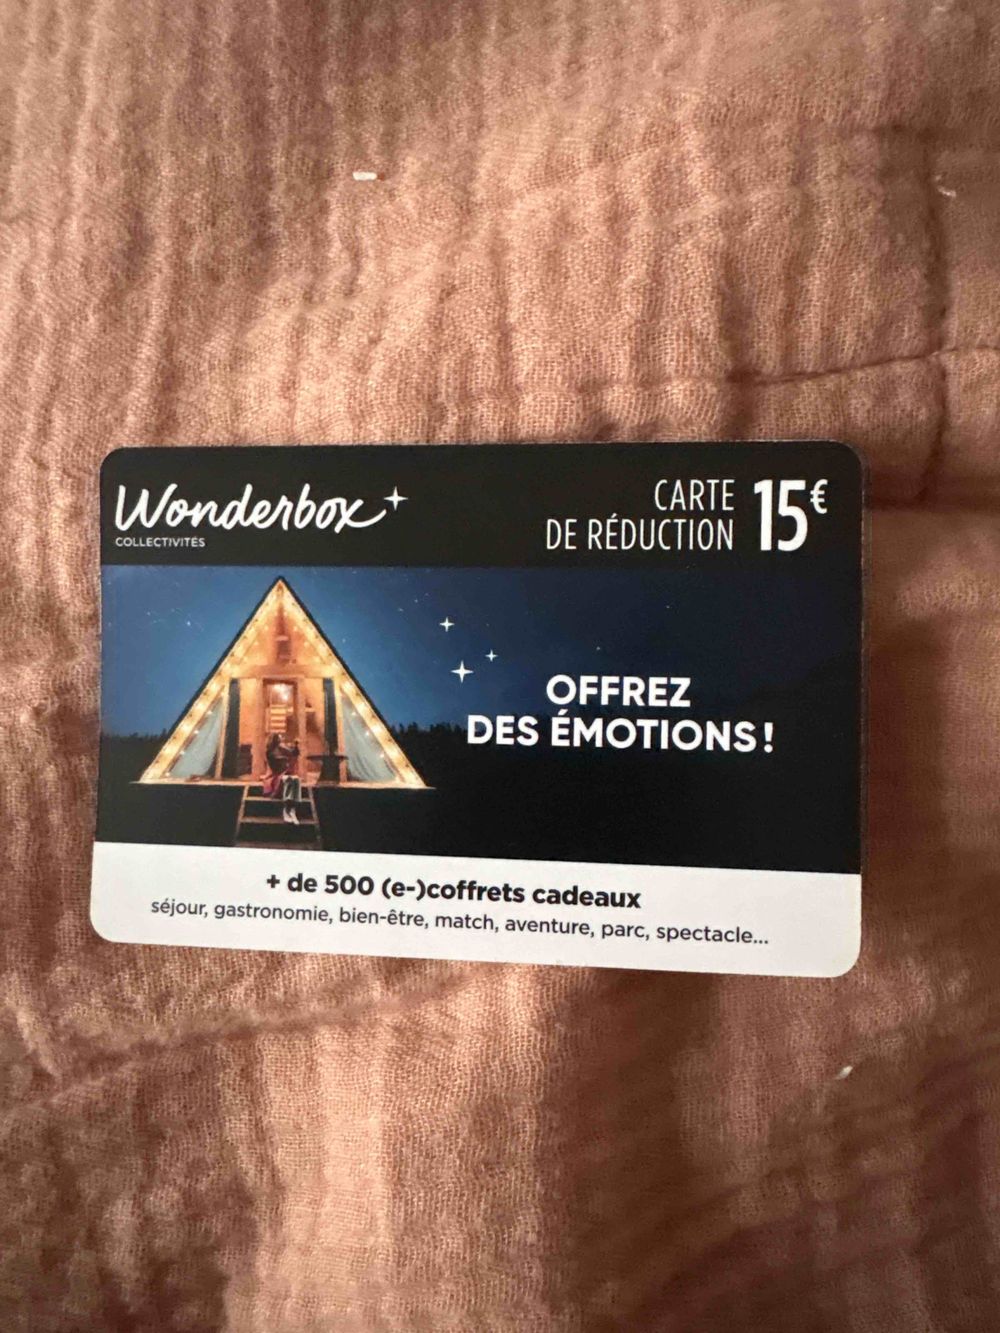 Wonderbox
COLLECTIVITÉS
CARTE
DE RÉDUCTION
15€
OFFREZ
DES ÉMOTIONS!
+ de 500 (e-)coffrets cadeaux
séjour, gastronomie, bien-être, match, aventure, parc, spectacle...